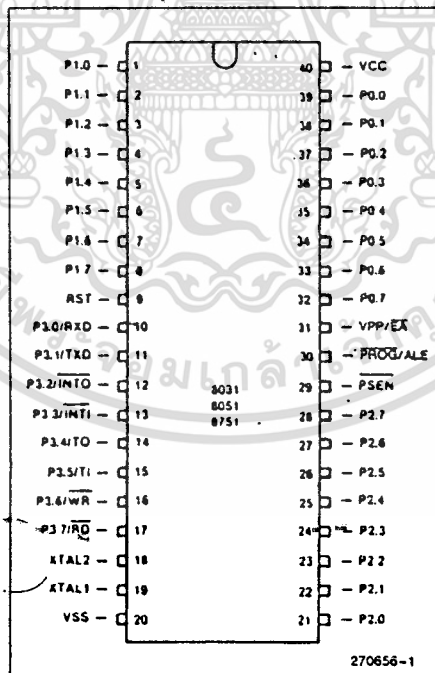 P1.0 1 40 VCC
P1.1 2 39 P0.0
P1.2 3 38 P0.1
P1.3 4 37 P0.2
P1.4 5 36 P0.3
P1.5 6 35 P0.4
P1.6 7 34 P0.5
P1.7 8 33 P0.6
RST 9 32 P0.7
P3.0/RXD 10 31 VPP/EA
P3.1/TXD 11 30 PROG/ALE
P3.2/INT0 12 29 PSEN
P3.3/INT1 13 28 P2.7
P3.4/T0 14 27 P2.6
P3.5/T1 15 26 P2.5
P3.6/WR 16 25 P2.4
P3.7/RD 17 24 P2.3
XTAL2 18 23 P2.2
XTAL1 19 22 P2.1
VSS 20 21 P2.0
8031
8051
8751
270656-1